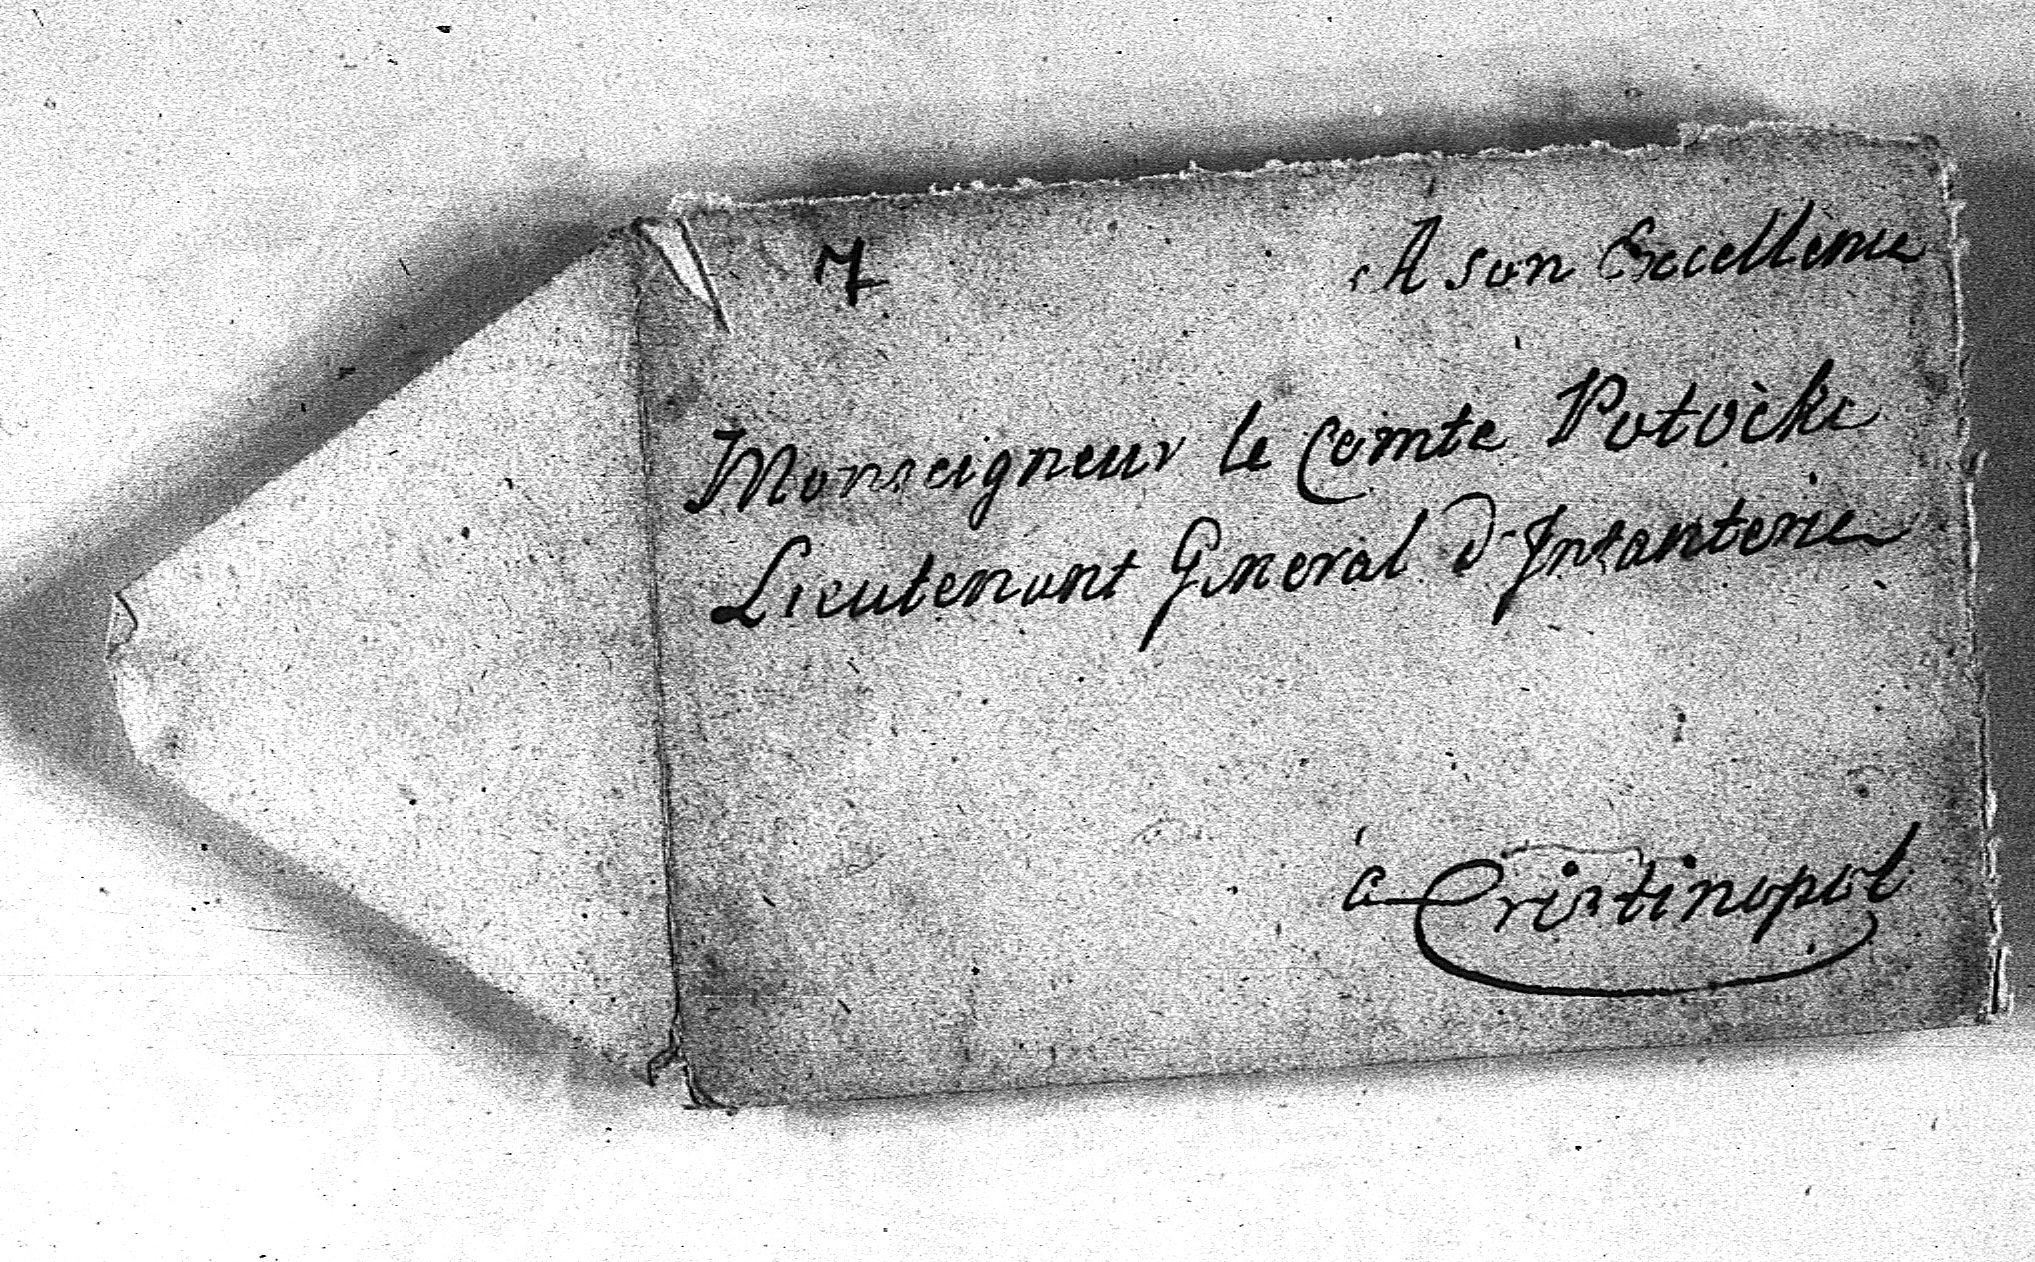 7
A son Excellence
Monseigneur le Comte Potocki
Lieutenant General d'Infanterie
à Cristinopol